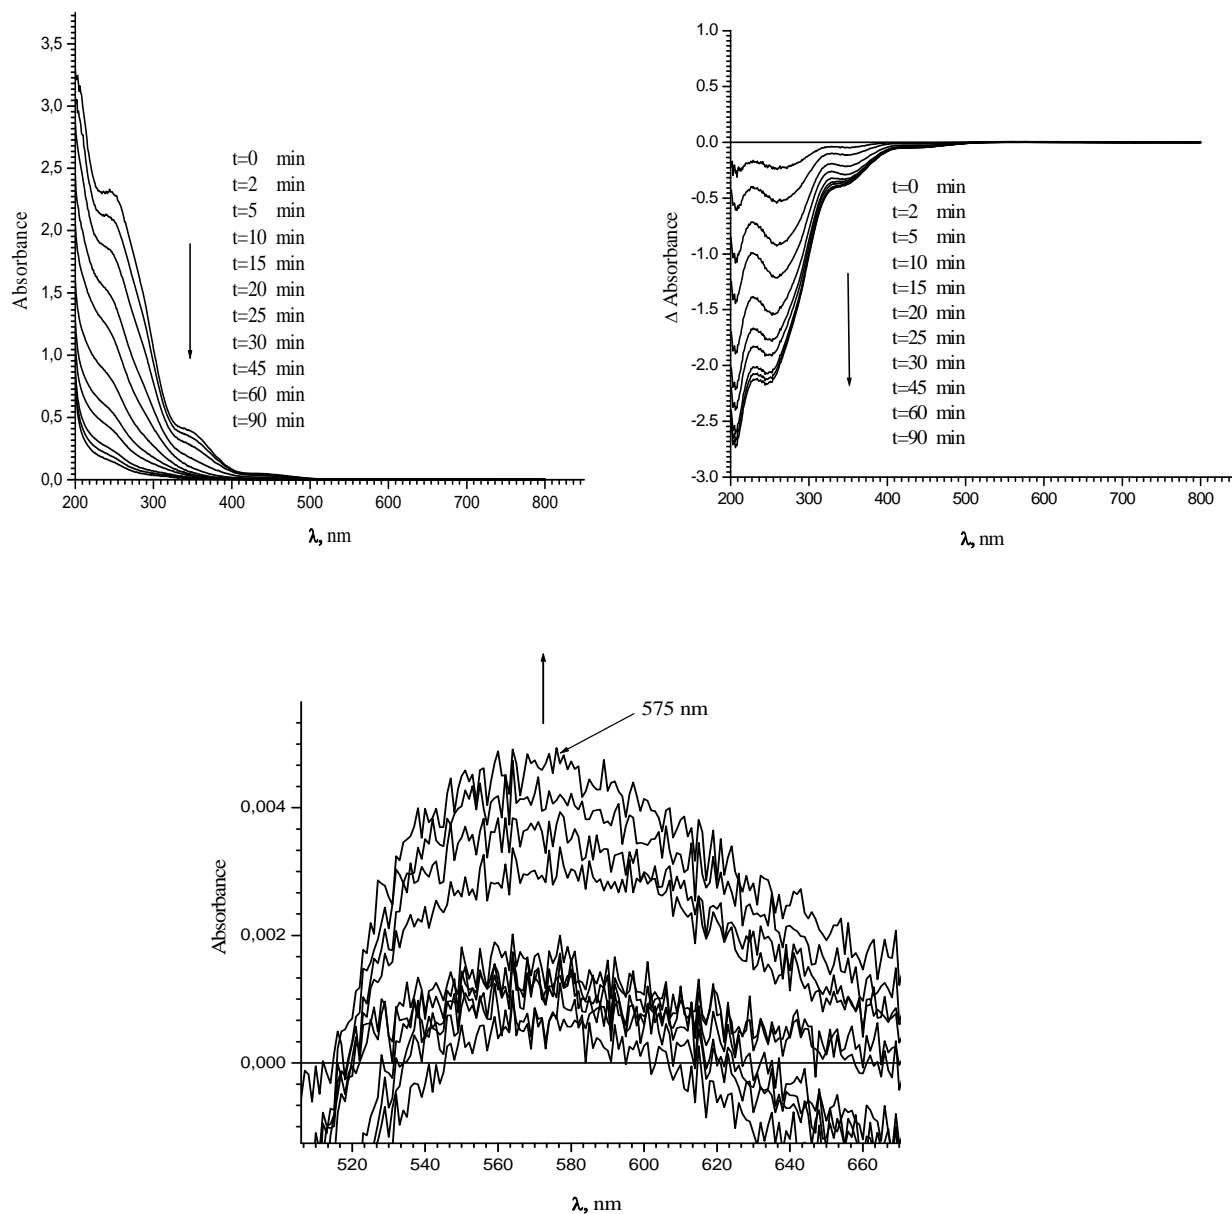 3,5
3,0
2,5
2,0
1,5
1,0
0,5
0,0
Absorbance
t=0 min
t=2 min
t=5 min
t=10 min
t=15 min
t=20 min
t=25 min
t=30 min
t=45 min
t=60 min
t=90 min
200 300 400 500 600 700 800
λ, nm
1.0
0.5
0.0
-0.5
-1.0
-1.5
-2.0
-2.5
-3.0
Δ Absorbance
t=0 min
t=2 min
t=5 min
t=10 min
t=15 min
t=20 min
t=25 min
t=30 min
t=45 min
t=60 min
t=90 min
200 300 400 500 600 700 800
λ, nm
575 nm
0,004
0,002
0,000
Absorbance
520 540 560 580 600 620 640 660
λ, nm